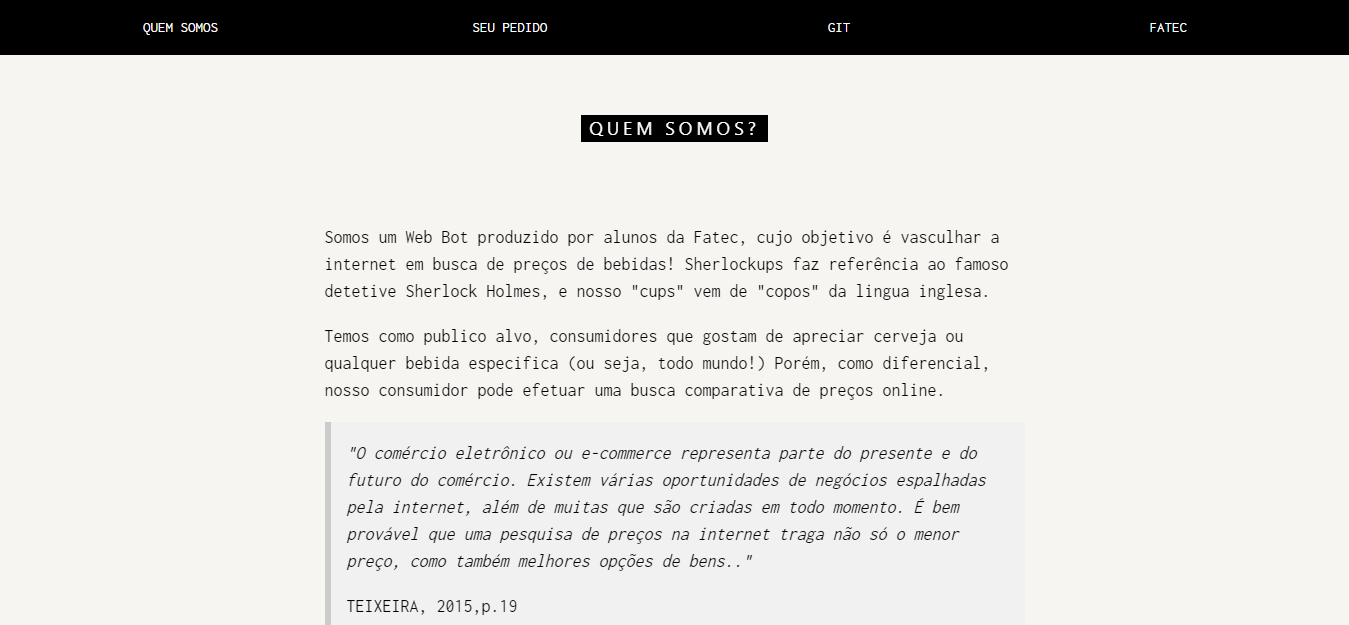 QUEM SOMOS SEU PEDIDO GIT FATEC
QUEM SOMOS?
Somos um Web Bot produzido por alunos da Fatec, cujo objetivo é vasculhar a
internet em busca de preços de bebidas! Sherlockups faz referência ao famoso
detetive Sherlock Holmes, e nosso "cups" vem de "copos" da lingua inglesa.
Temos como publico alvo, consumidores que gostam de apreciar cerveja ou
qualquer bebida especifica (ou seja, todo mundo!) Porém, como diferencial,
nosso consumidor pode efetuar uma busca comparativa de preços online.
"O comércio eletrônico ou e-commerce representa parte do presente e do
futuro do comércio. Existem várias oportunidades de negócios espalhadas
pela internet, além de muitas que são criadas em todo momento. É bem
provável que uma pesquisa de preços na internet traga não só o menor
preço, como também melhores opções de bens.."
TEIXEIRA, 2015,p.19